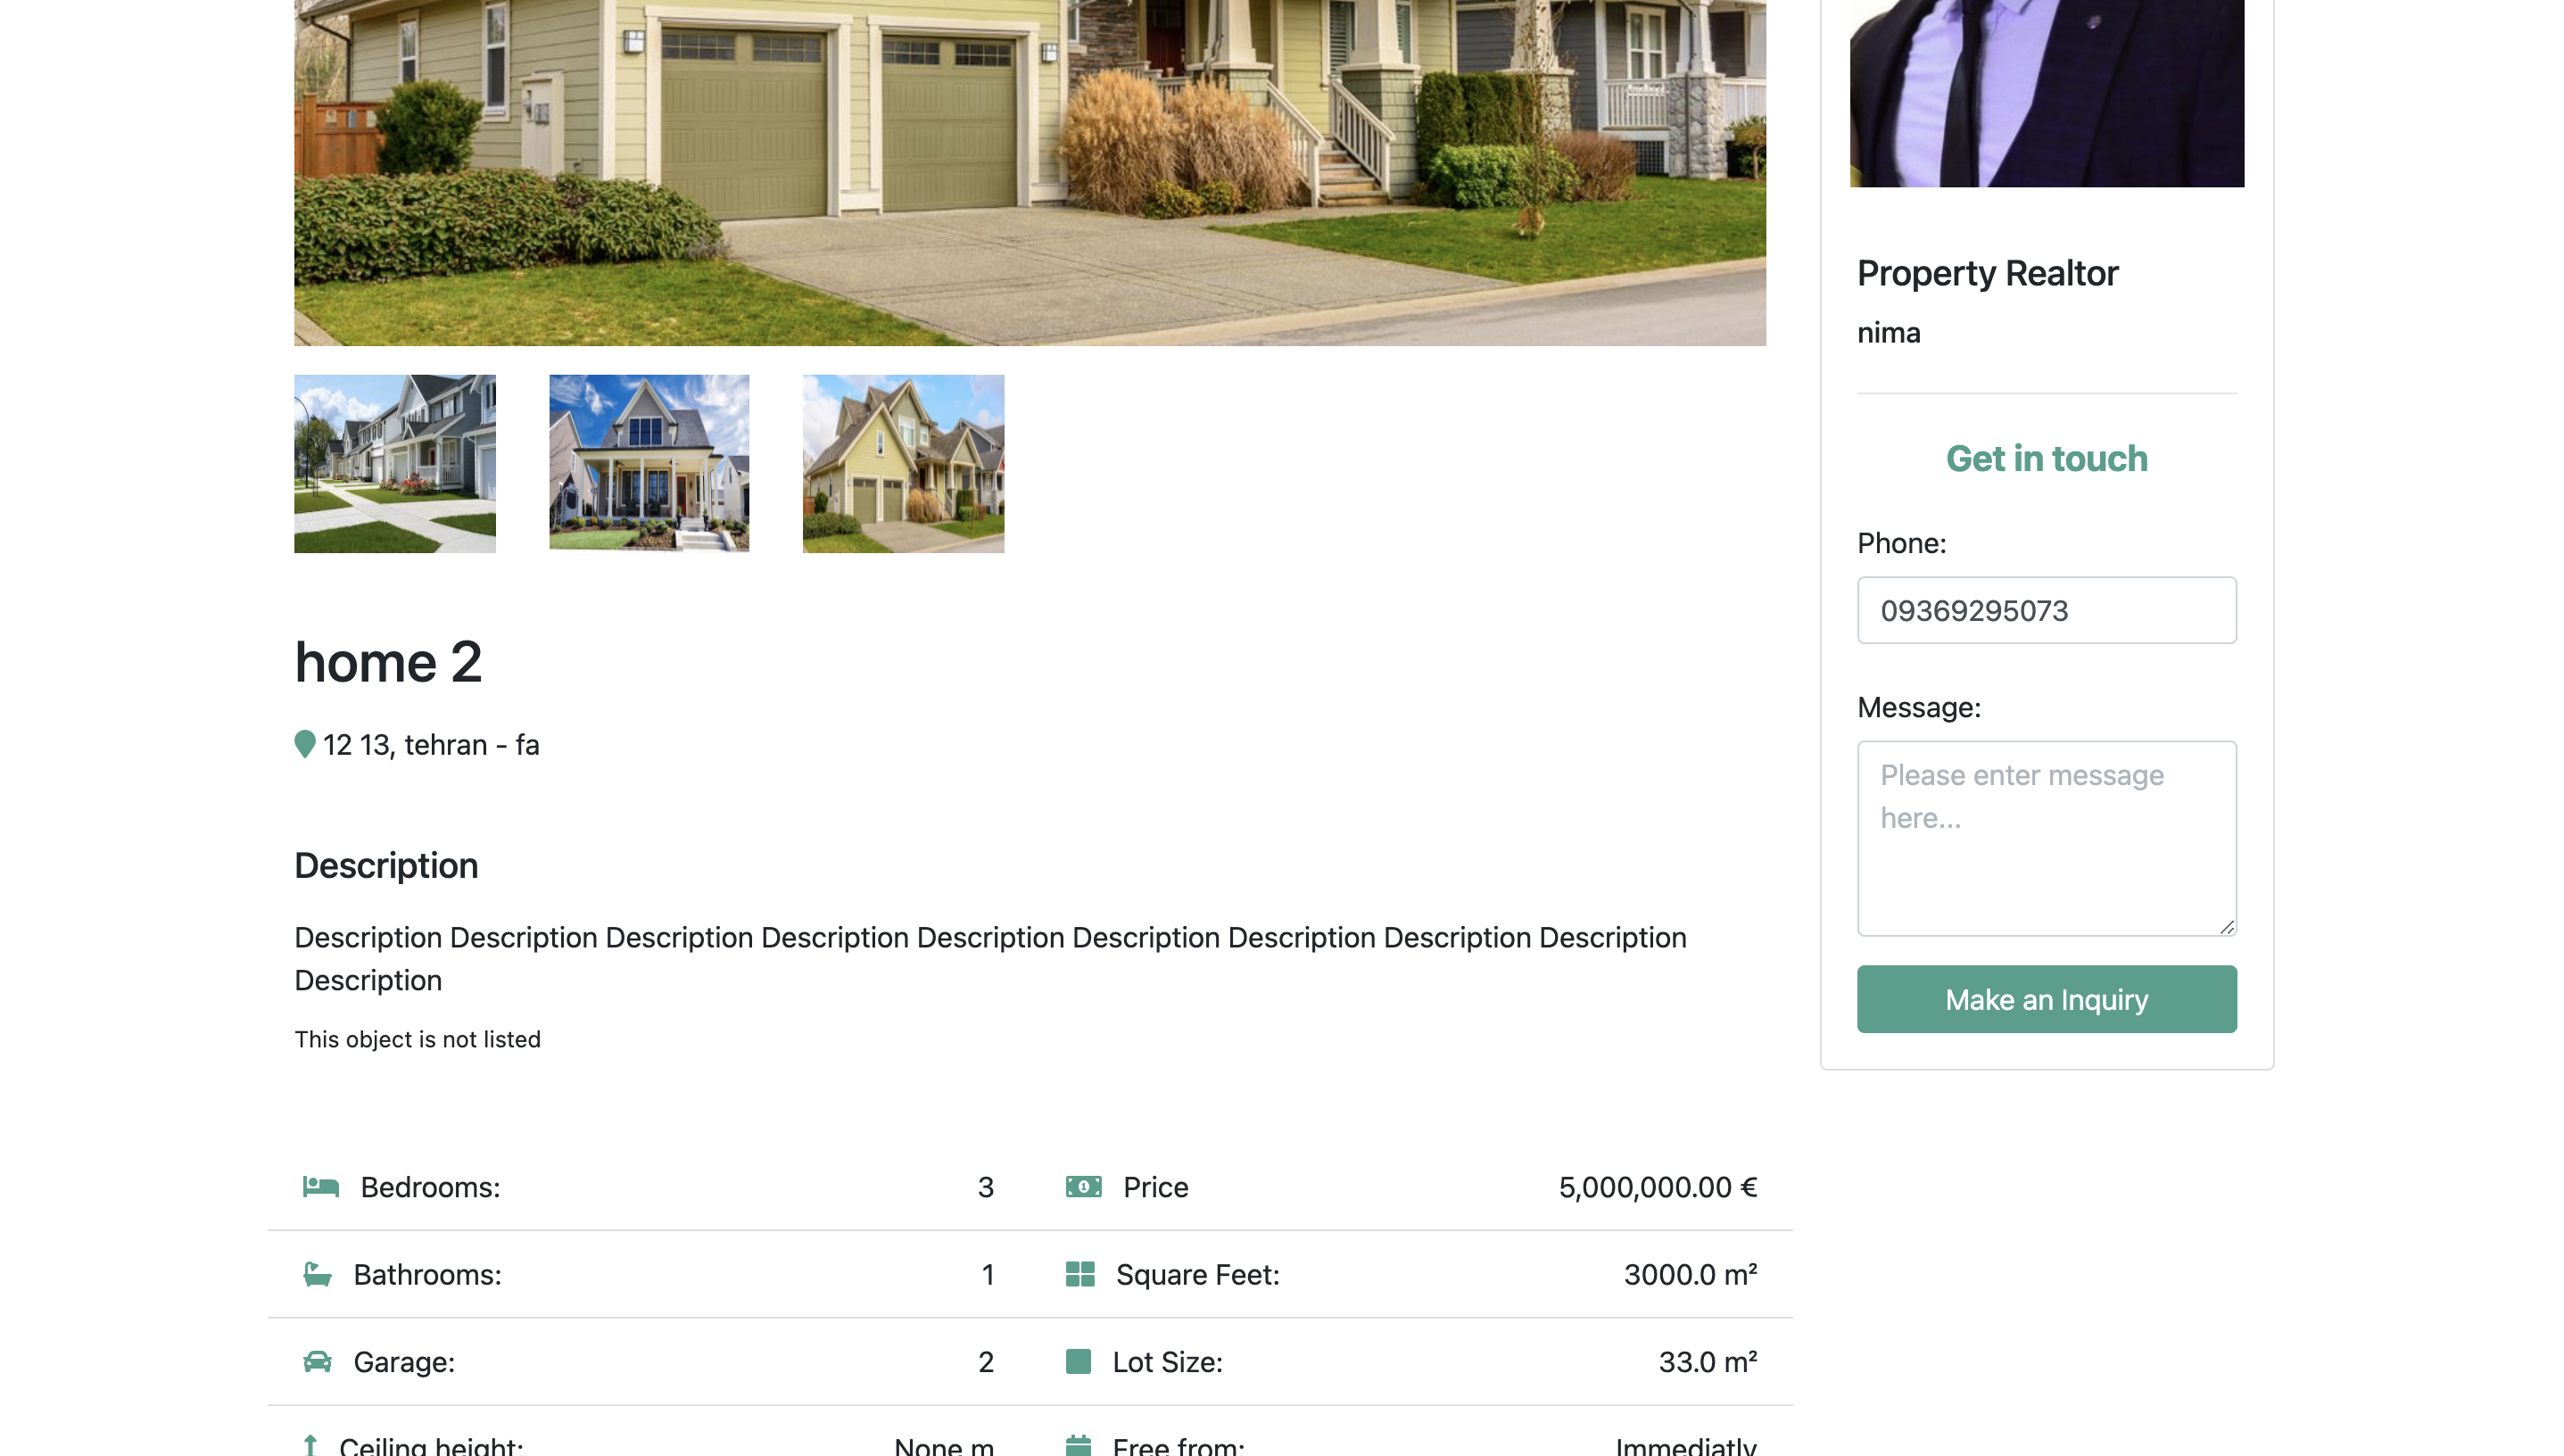 home 2
12 13, tehran - fa
Description
Description Description Description Description Description Description Description Description Description
Description
This object is not listed
Bedrooms: 3
Price 5,000,000.00 €
Bathrooms: 1
Square Feet: 3000.0 m²
Garage: 2
Lot Size: 33.0 m²
Ceiling height: None m
Free from: Immediatly
Property Realtor
nima
Get in touch
Phone:
09369295073
Message:
Please enter message
here...
Make an Inquiry